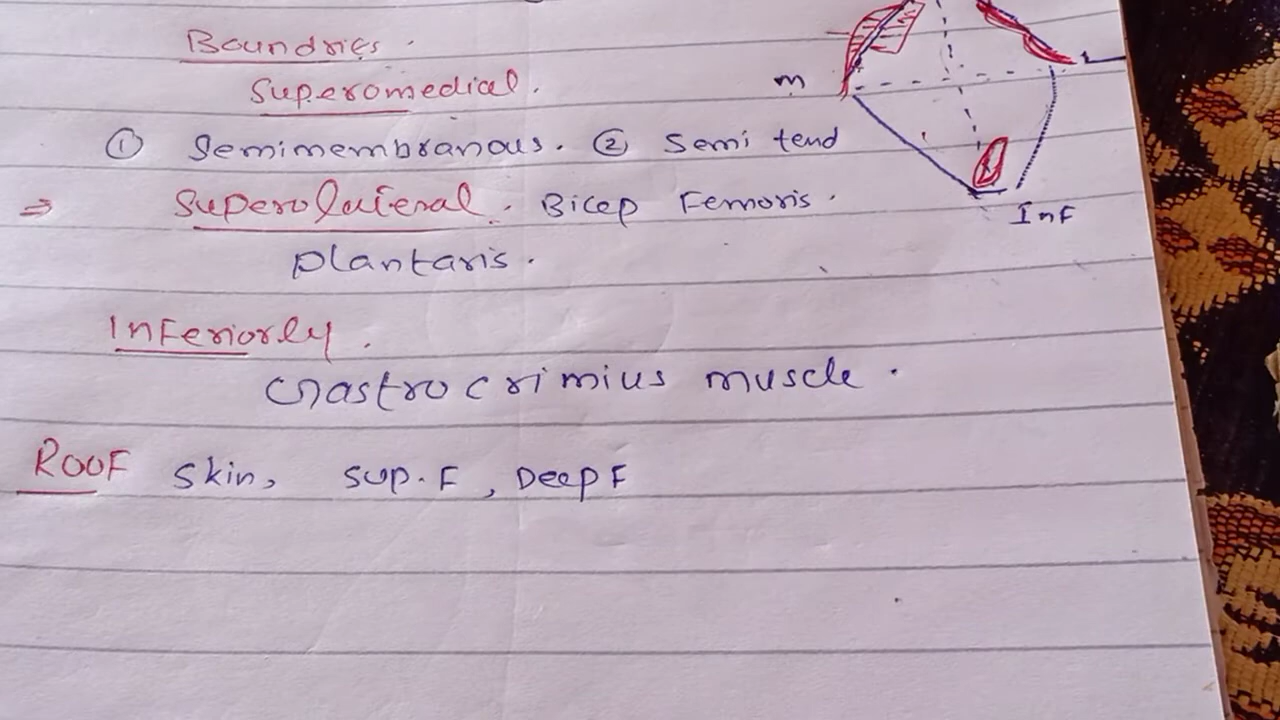 Boundries.
Superomedial.
m
L
① Semimembranous. ② Semi tend
⇒ Superolateral. Bicep Femoris.
InF
plantaris.
InFeriorly.
Gastrocrimius muscle.
ROOF Skin, Sup.F, Deep F